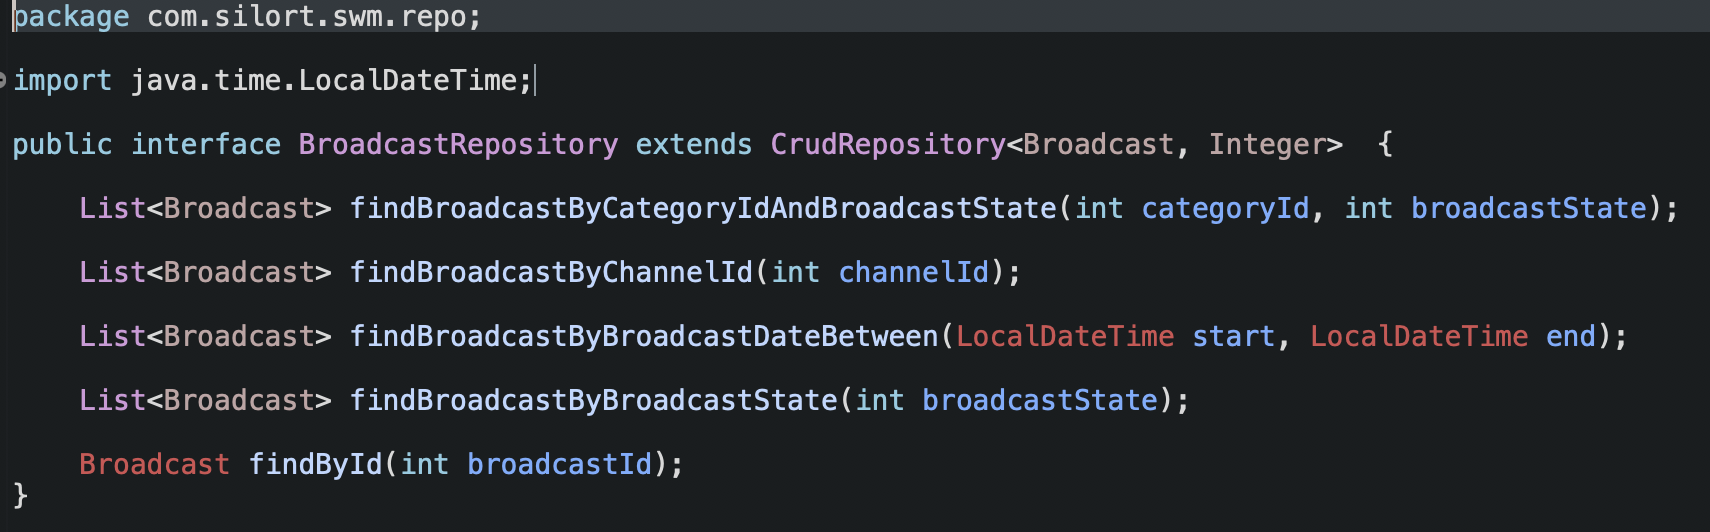 package com.silort.swm.repo;
import java.time.LocalDateTime;
public interface BroadcastRepository extends CrudRepository<Broadcast, Integer>  {
    List<Broadcast> findBroadcastByCategoryIdAndBroadcastState(int categoryId, int broadcastState);
    List<Broadcast> findBroadcastByChannelId(int channelId);
    List<Broadcast> findBroadcastByBroadcastDateBetween(LocalDateTime start, LocalDateTime end);
    List<Broadcast> findBroadcastByBroadcastState(int broadcastState);
    Broadcast findById(int broadcastId);
}